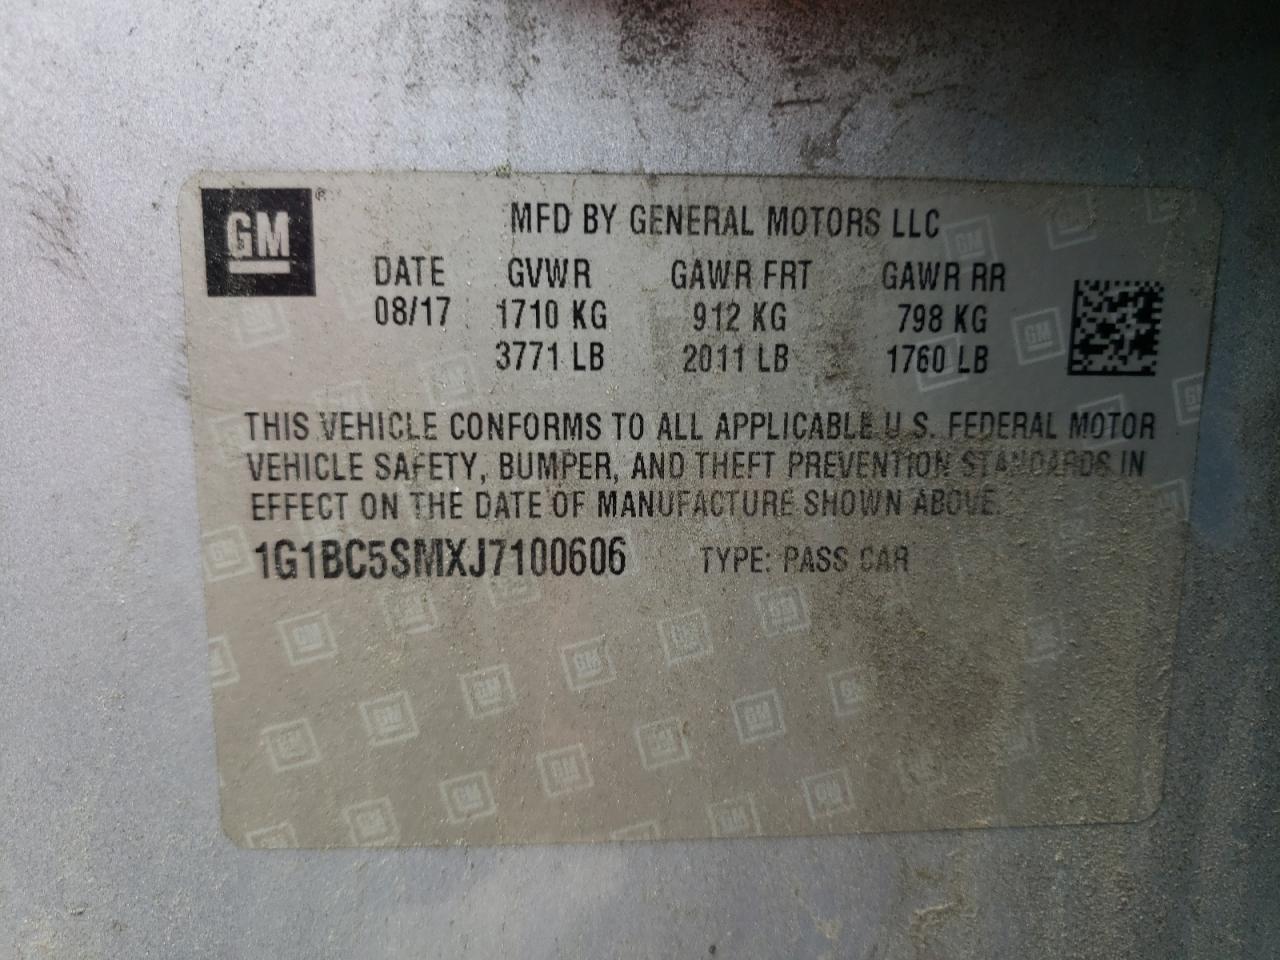 GM ®
MFD BY GENERAL MOTORS LLC
DATE GVWR GAWR FRT GAWR RR
08/17 1710 KG 912 KG 798 KG
3771 LB 2011 LB 1760 LB
THIS VEHICLE CONFORMS TO ALL APPLICABLE U.S. FEDERAL MOTOR
VEHICLE SAFETY, BUMPER, AND THEFT PREVENTION STANDARDS IN
EFFECT ON THE DATE OF MANUFACTURE SHOWN ABOVE.
1G1BC5SMXJ7100606 TYPE: PASS CAR